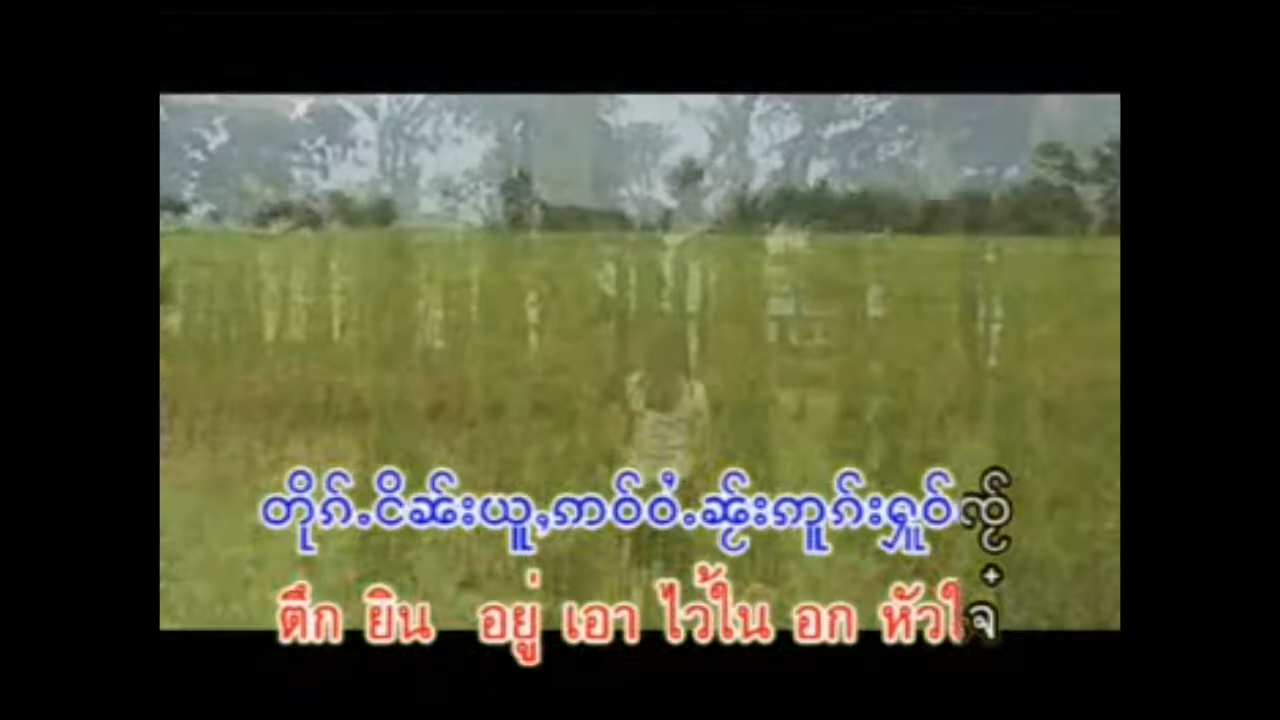 တိုၵ်ႉငိၼ်းယူႇဢဝ်ဝႆႉၼႂ်းဢူၵ်းႁူဝ်ၸႂ်
ตึก ยิน อยู่ เอา ไว้ใน อก หัวใจ๋